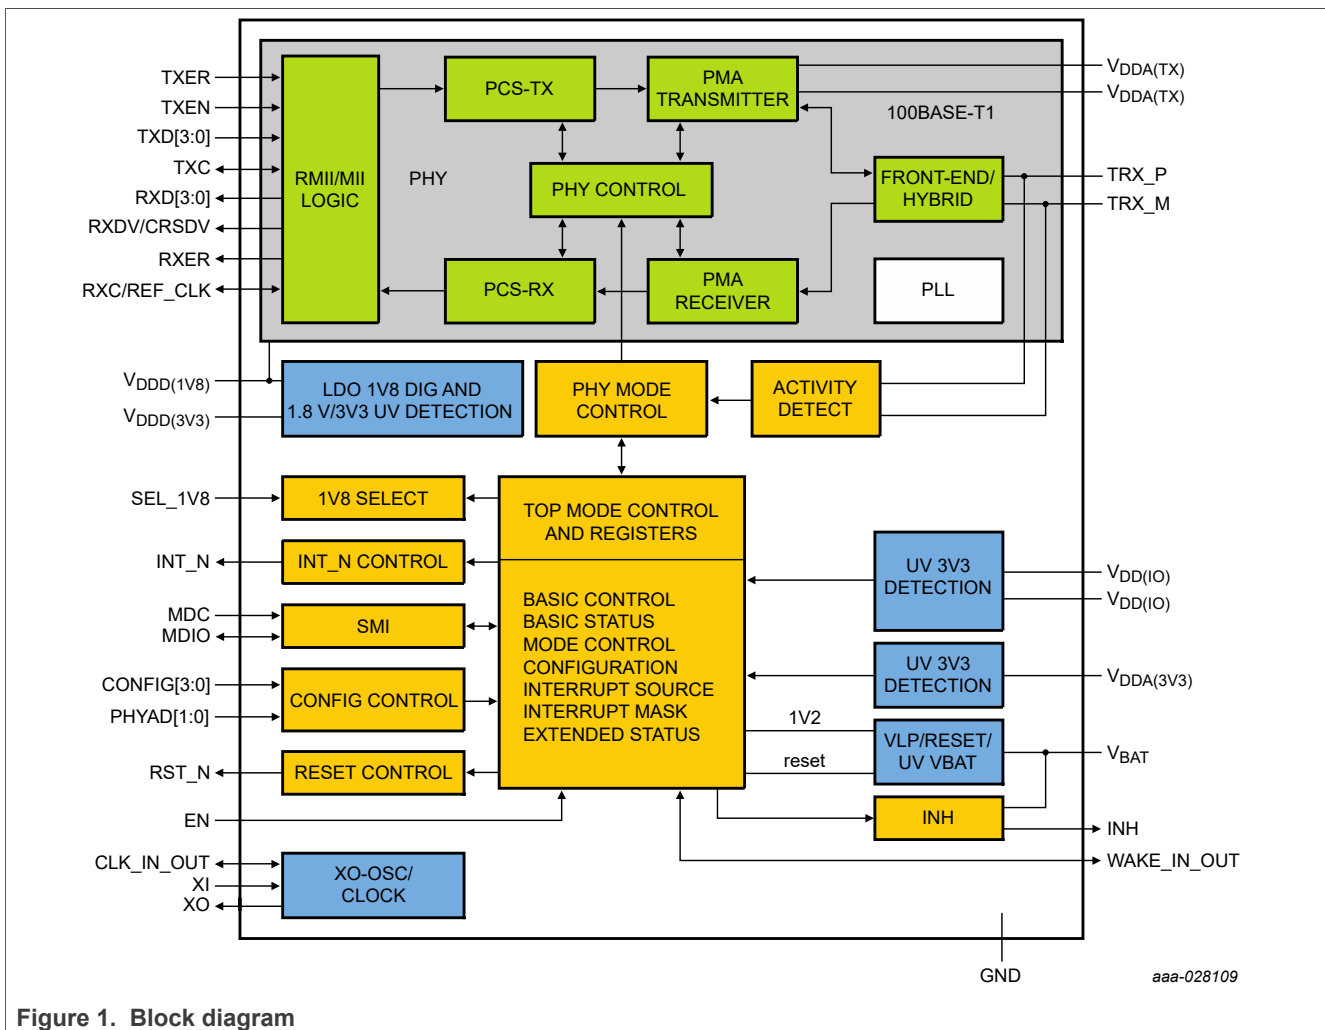 TXER
TXEN
TXD[3:0]
TXC
RXD[3:0]
RXDV/CRSDV
RXER
RXC/REF_CLK
RMII/MII
LOGIC
PHY
PCS-TX
PMA
TRANSMITTER
100BASE-T1
PHY CONTROL
FRONT-END/
HYBRID
PCS-RX
PMA
RECEIVER
PLL
VDDA(TX)
VDDA(TX)
TRX_P
TRX_M
VDDD(1V8)
VDDD(3V3)
LDO 1V8 DIG AND
1.8 V/3V3 UV DETECTION
PHY MODE
CONTROL
ACTIVITY
DETECT
SEL_1V8
1V8 SELECT
INT_N
INT_N CONTROL
MDC
MDIO
SMI
CONFIG[3:0]
PHYAD[1:0]
CONFIG CONTROL
RST_N
RESET CONTROL
EN
CLK_IN_OUT
XI
XO
XO-OSC/
CLOCK
TOP MODE CONTROL
AND REGISTERS
BASIC CONTROL
BASIC STATUS
MODE CONTROL
CONFIGURATION
INTERRUPT SOURCE
INTERRUPT MASK
EXTENDED STATUS
UV 3V3
DETECTION
VDD(IO)
VDD(IO)
UV 3V3
DETECTION
VDDA(3V3)
1V2
reset
VLP/RESET/
UV VBAT
VBAT
INH
INH
WAKE_IN_OUT
GND
aaa-028109
Figure 1. Block diagram